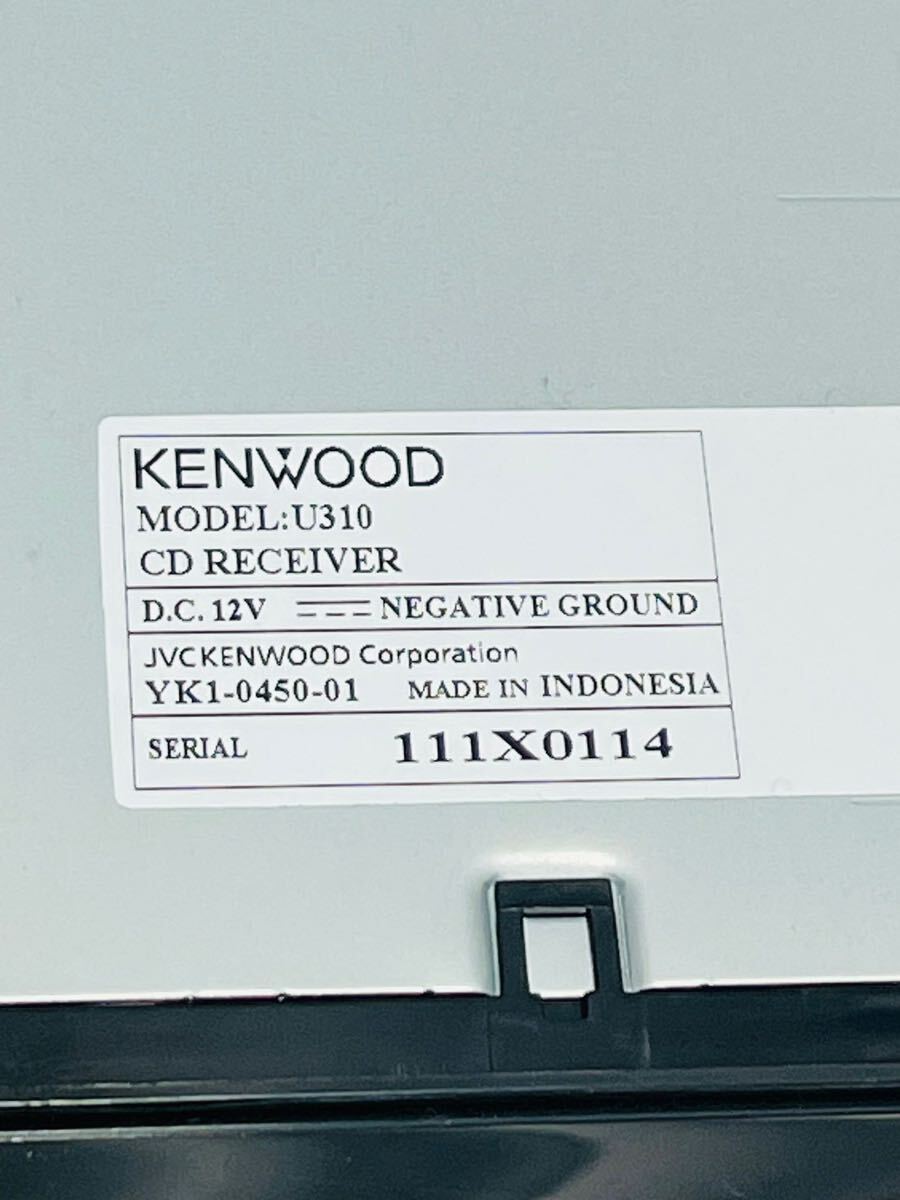 KENWOOD
MODEL:U310
CD RECEIVER
D.C. 12V NEGATIVE GROUND
JVCKENWOOD Corporation
YK1-0450-01 MADE IN INDONESIA
SERIAL 111X0114